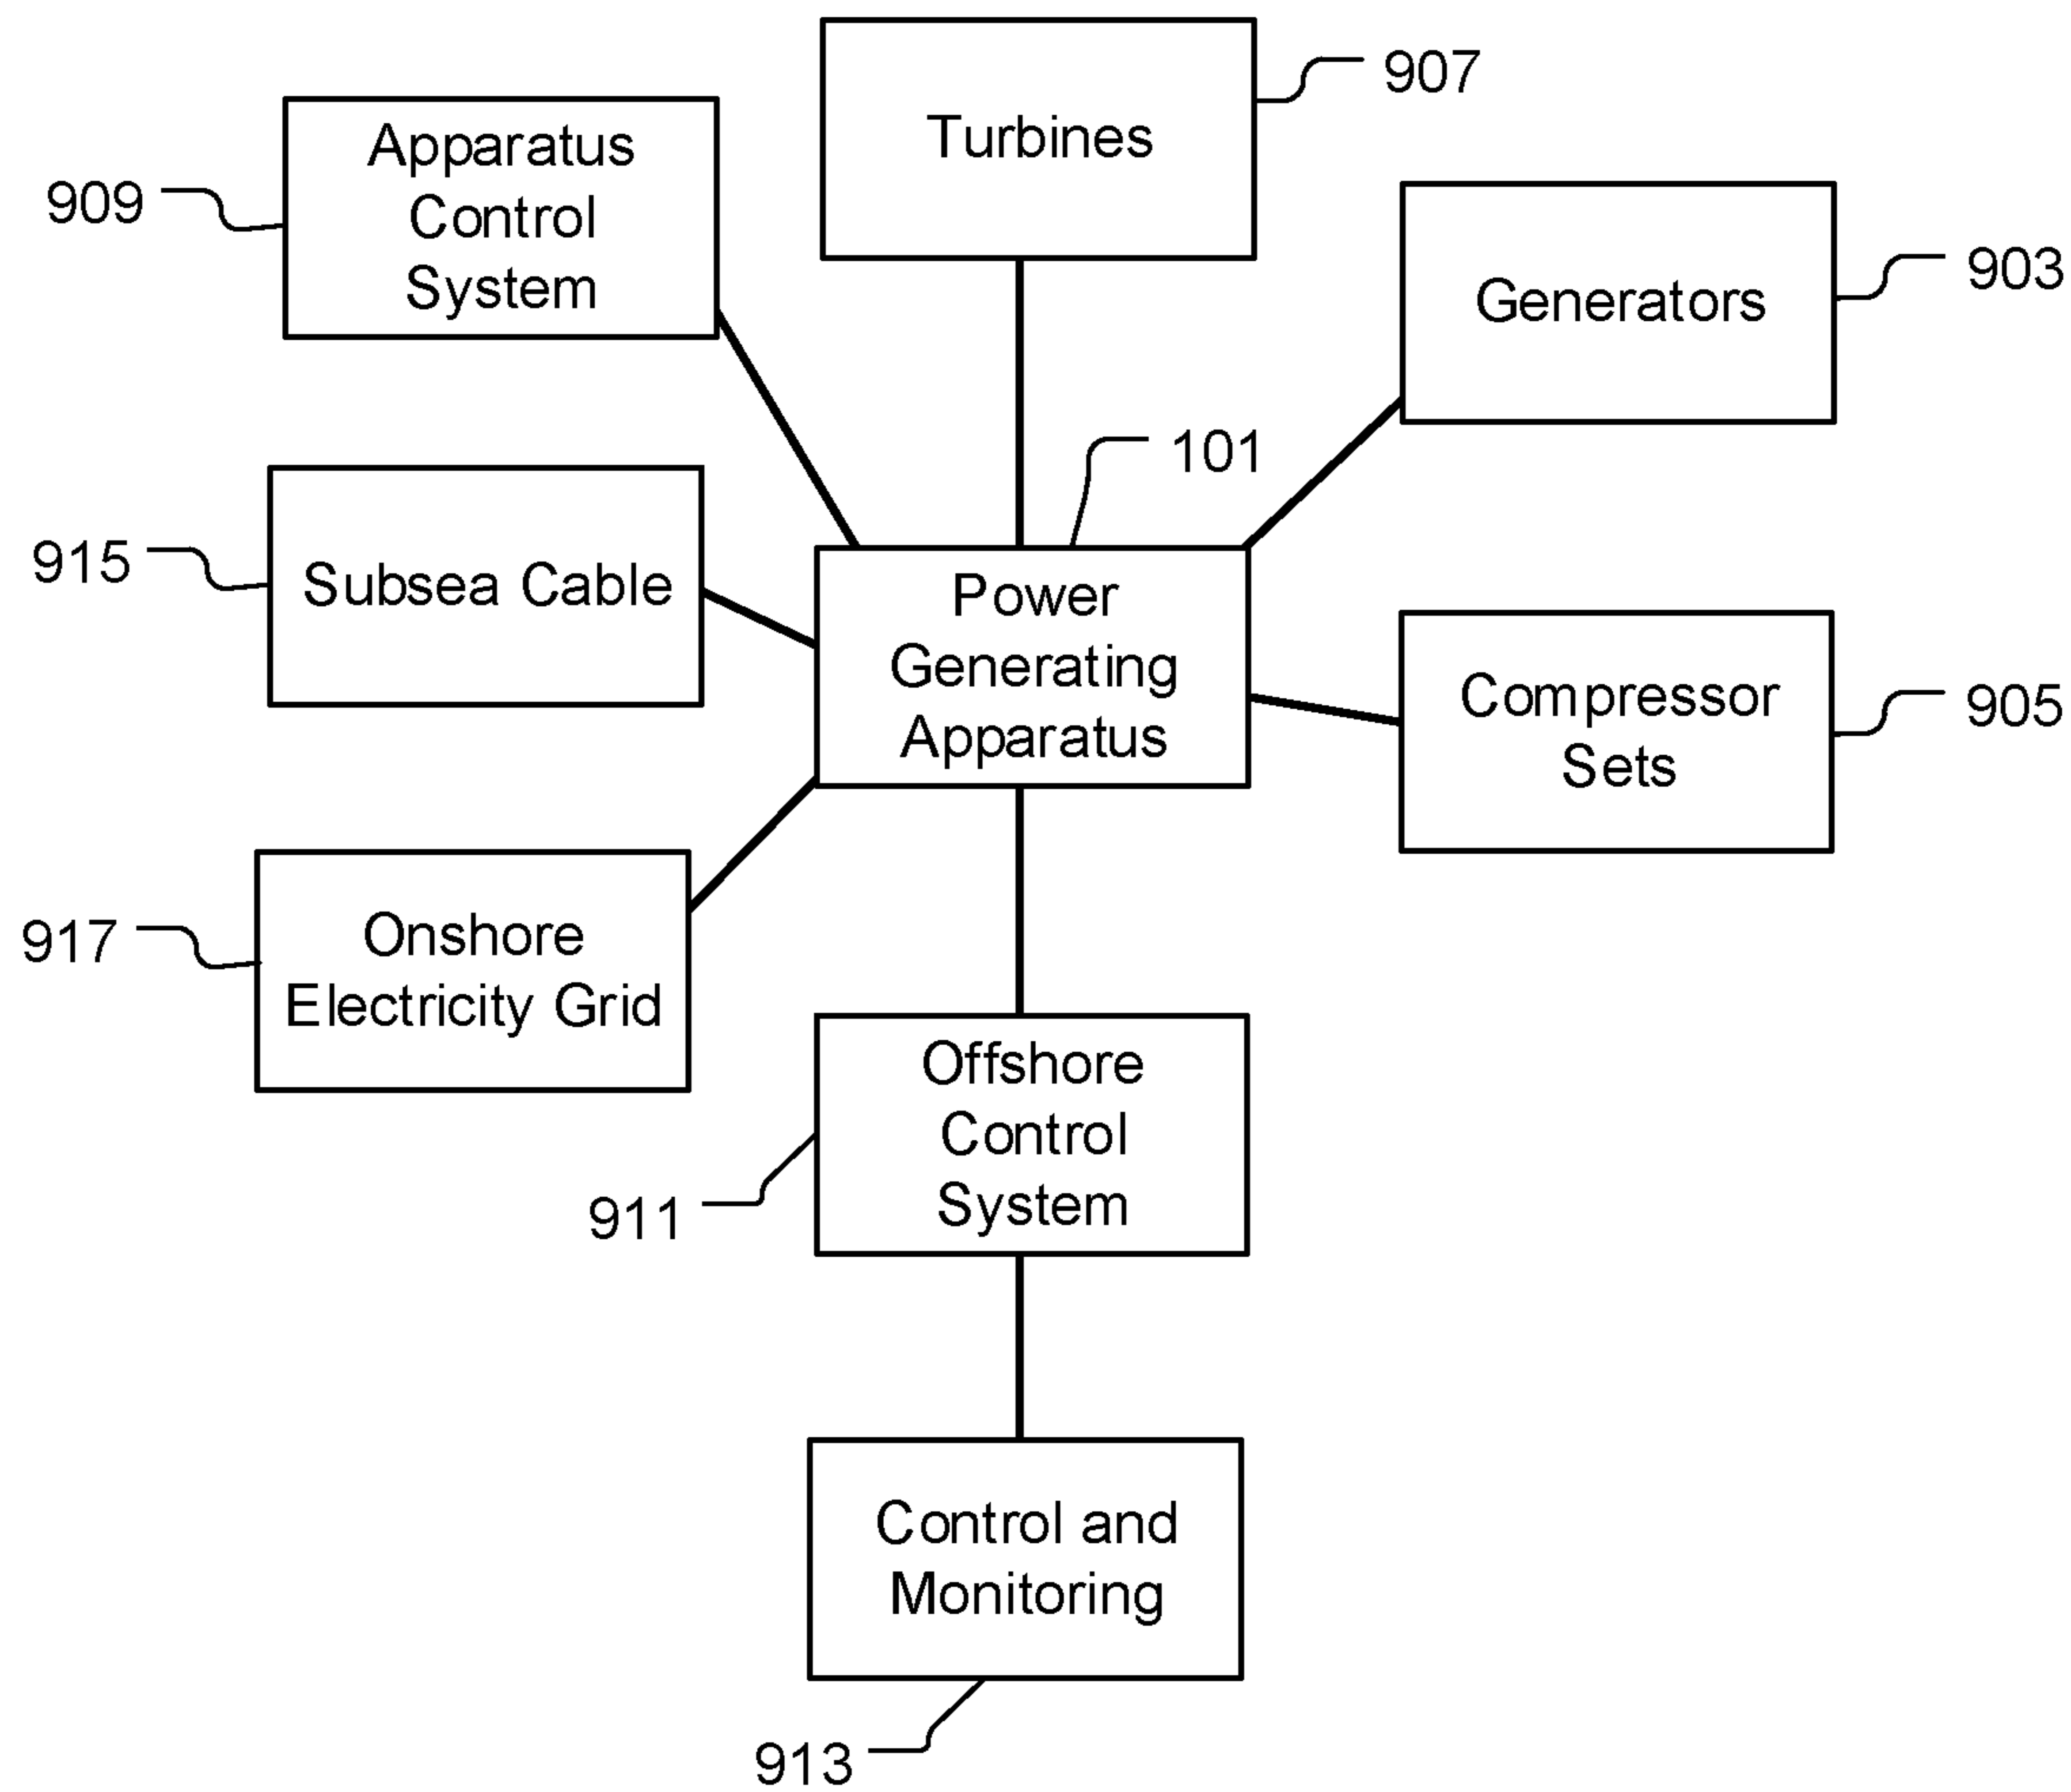 907
Turbines
Apparatus
Control
System
909
Generators
903
101
Subsea Cable
915
Power
Generating
Apparatus
Compressor
Sets
905
Onshore
Electricity Grid
917
Offshore
Control
System
911
Control and
Monitoring
913